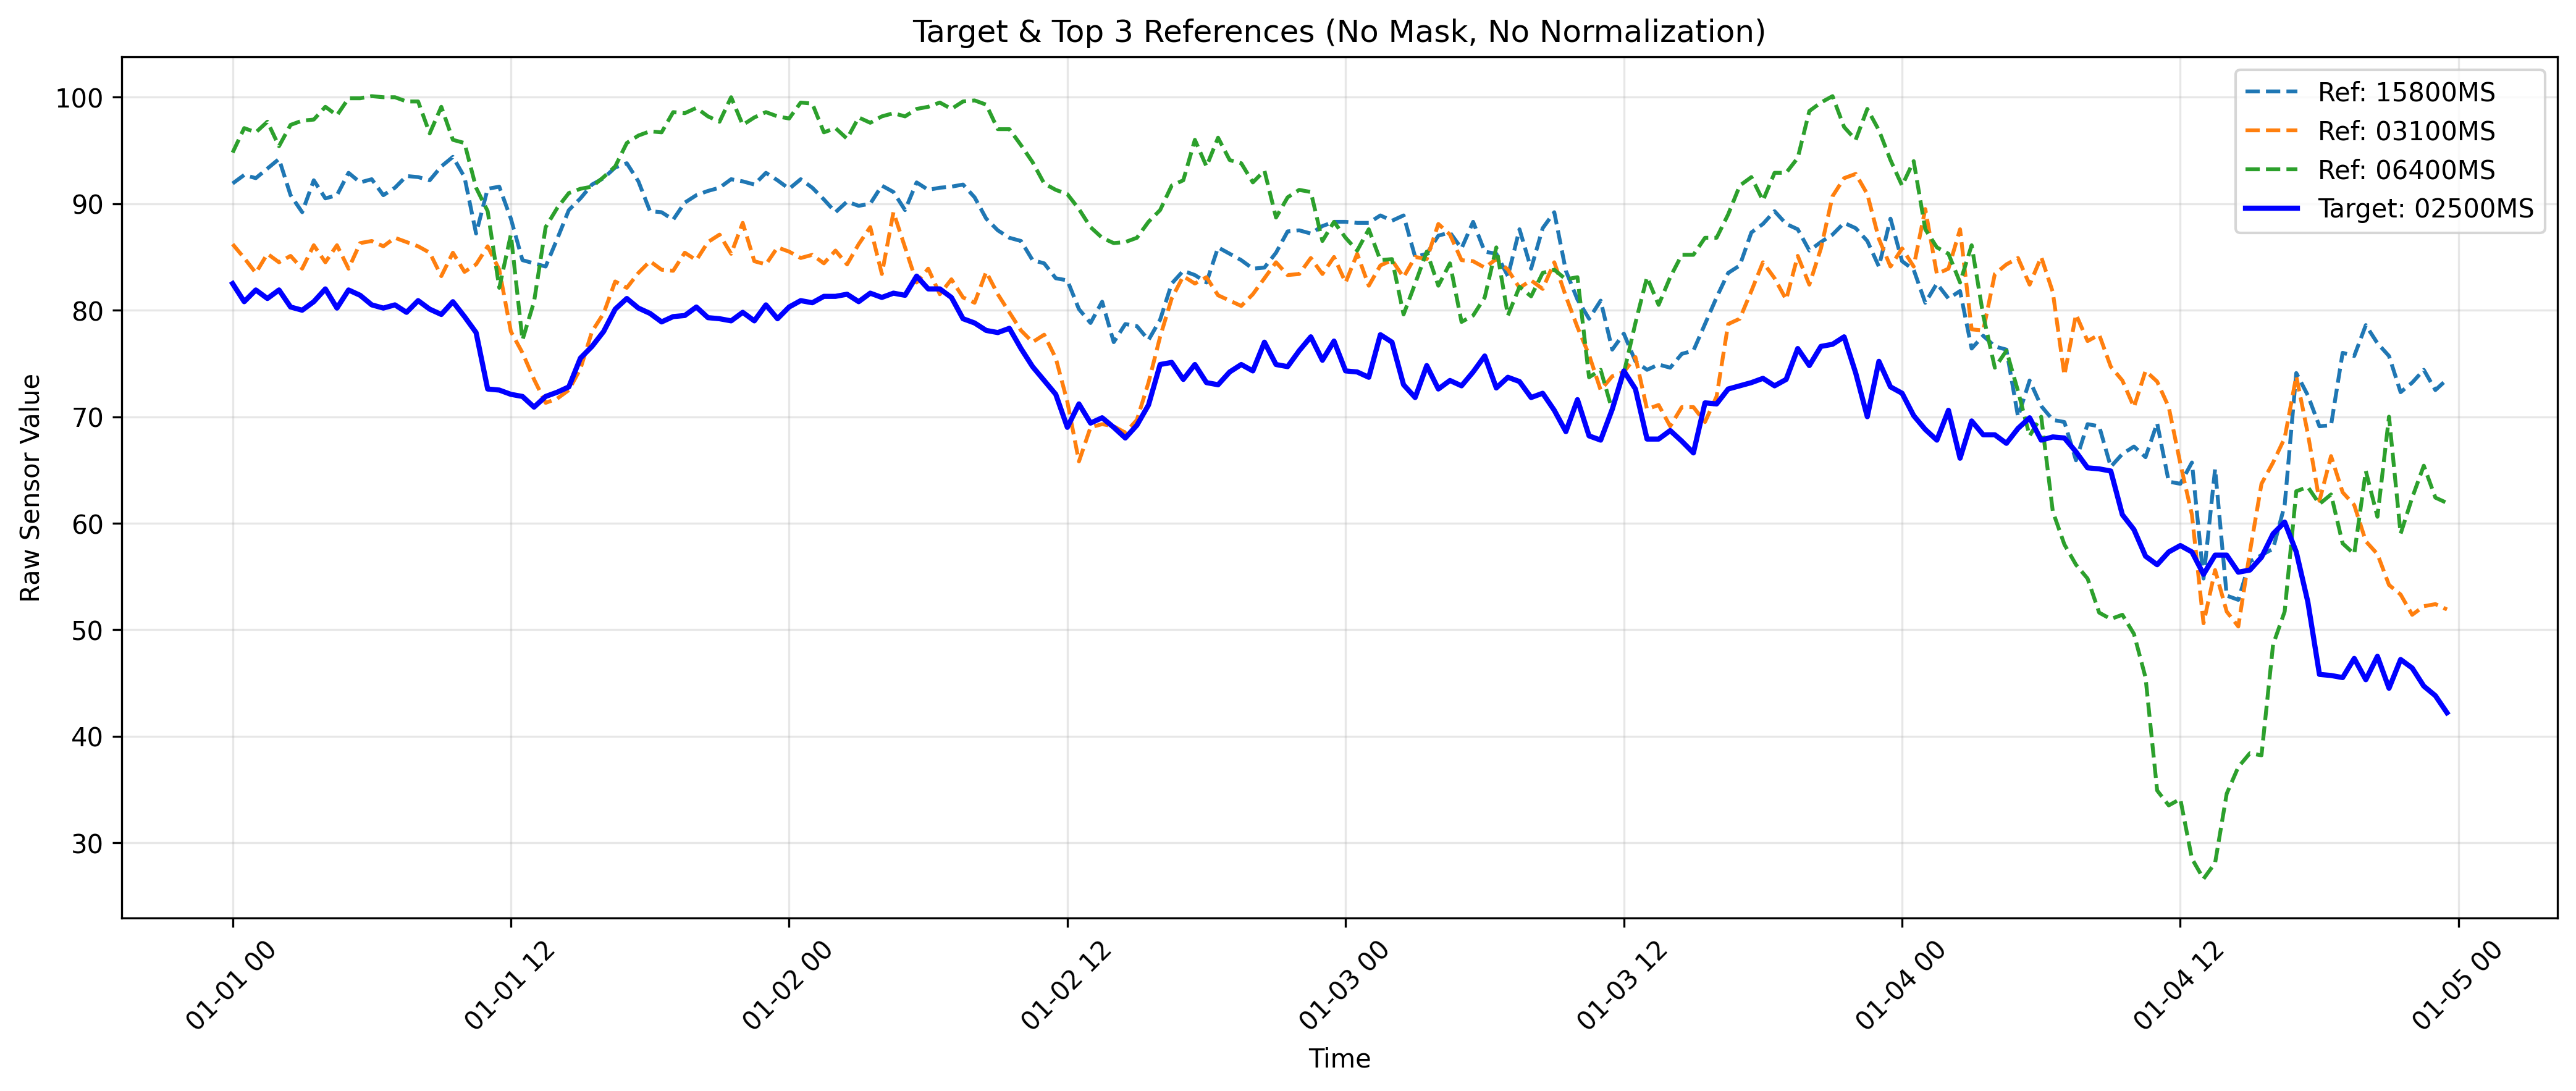 Target & Top 3 References (No Mask, No Normalization)
Ref: 15800MS
Ref: 03100MS
Ref: 06400MS
Target: 02500MS
Raw Sensor Value
100
90
80
70
60
50
40
30
01-01 00
01-01 12
01-02 00
01-02 12
01-03 00
01-03 12
01-04 00
01-04 12
01-05 00
Time